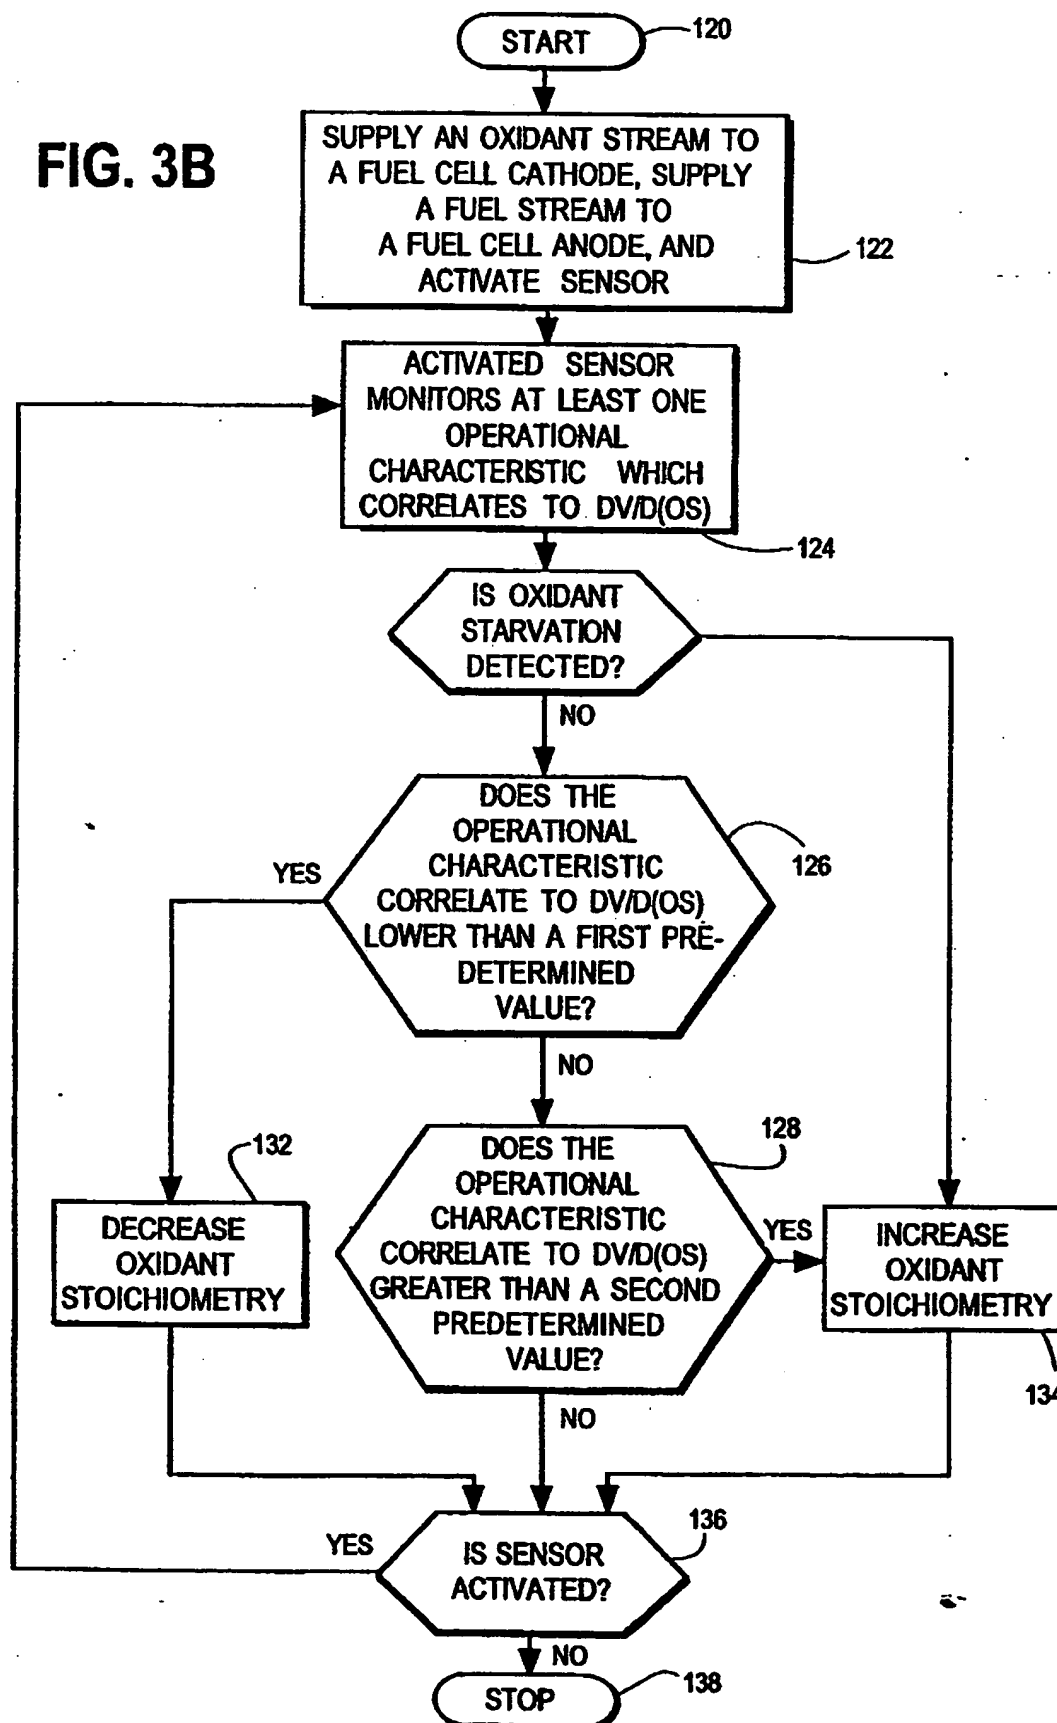 START
120
FIG. 3B
SUPPLY AN OXIDANT STREAM TO
A FUEL CELL CATHODE, SUPPLY
A FUEL STREAM TO
A FUEL CELL ANODE, AND
ACTIVATE SENSOR
122
ACTIVATED SENSOR
MONITORS AT LEAST ONE
OPERATIONAL
CHARACTERISTIC WHICH
CORRELATES TO DV/D(OS)
124
IS OXIDANT
STARVATION
DETECTED?
NO
DOES THE
OPERATIONAL
CHARACTERISTIC
CORRELATE TO DV/D(OS)
LOWER THAN A FIRST PRE-
DETERMINED
VALUE?
126
YES
NO
DOES THE
OPERATIONAL
CHARACTERISTIC
CORRELATE TO DV/D(OS)
GREATER THAN A SECOND
PREDETERMINED
VALUE?
128
YES
132
DECREASE
OXIDANT
STOICHIOMETRY
INCREASE
OXIDANT
STOICHIOMETRY
134
NO
IS SENSOR
ACTIVATED?
136
YES
NO
STOP
138